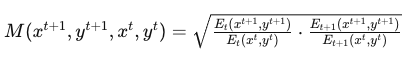 $M(x^{t+1}, y^{t+1}, x^t, y^t) = \sqrt{\frac{E_t(x^{t+1}, y^{t+1})}{E_t(x^t, y^t)} \cdot \frac{E_{t+1}(x^{t+1}, y^{t+1})}{E_{t+1}(x^t, y^t)}}$